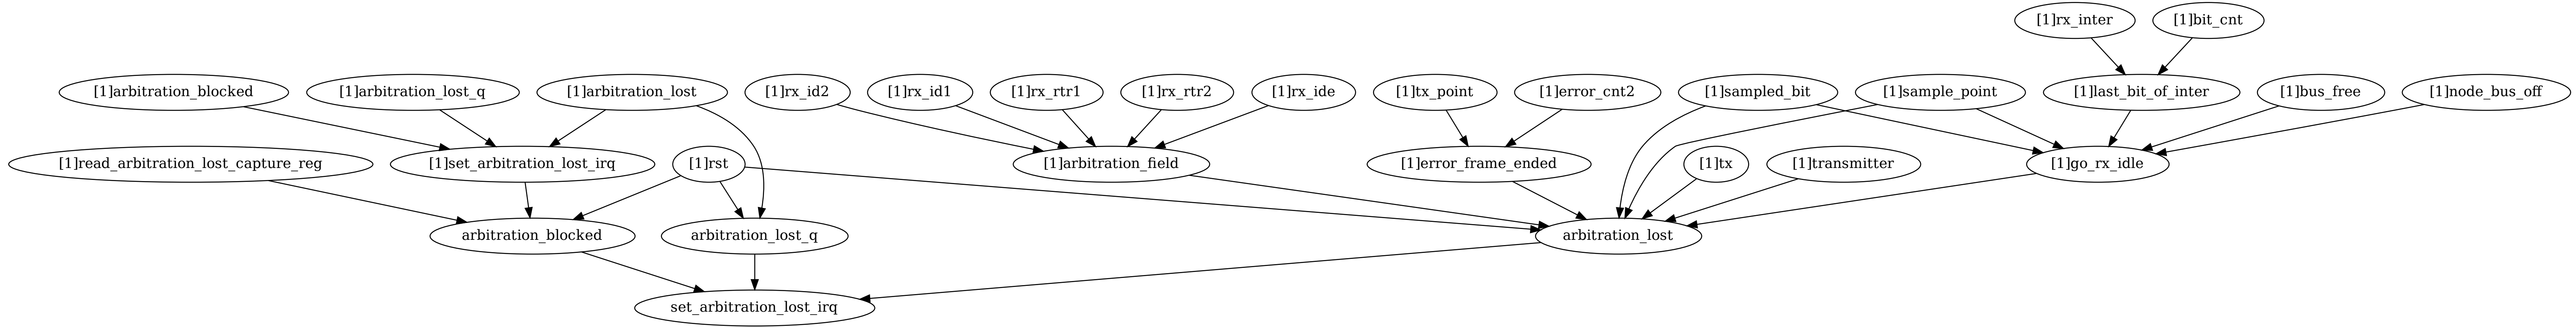 [1]rx_inter
[1]bit_cnt
[1]arbitration_blocked
[1]arbitration_lost_q
[1]arbitration_lost
[1]rx_id2
[1]rx_id1
[1]rx_rtr1
[1]rx_rtr2
[1]rx_ide
[1]tx_point
[1]error_cnt2
[1]sampled_bit
[1]sample_point
[1]last_bit_of_inter
[1]bus_free
[1]node_bus_off
[1]read_arbitration_lost_capture_reg
[1]set_arbitration_lost_irq
[1]rst
[1]arbitration_field
[1]error_frame_ended
[1]tx
[1]transmitter
[1]go_rx_idle
arbitration_blocked
arbitration_lost_q
arbitration_lost
set_arbitration_lost_irq